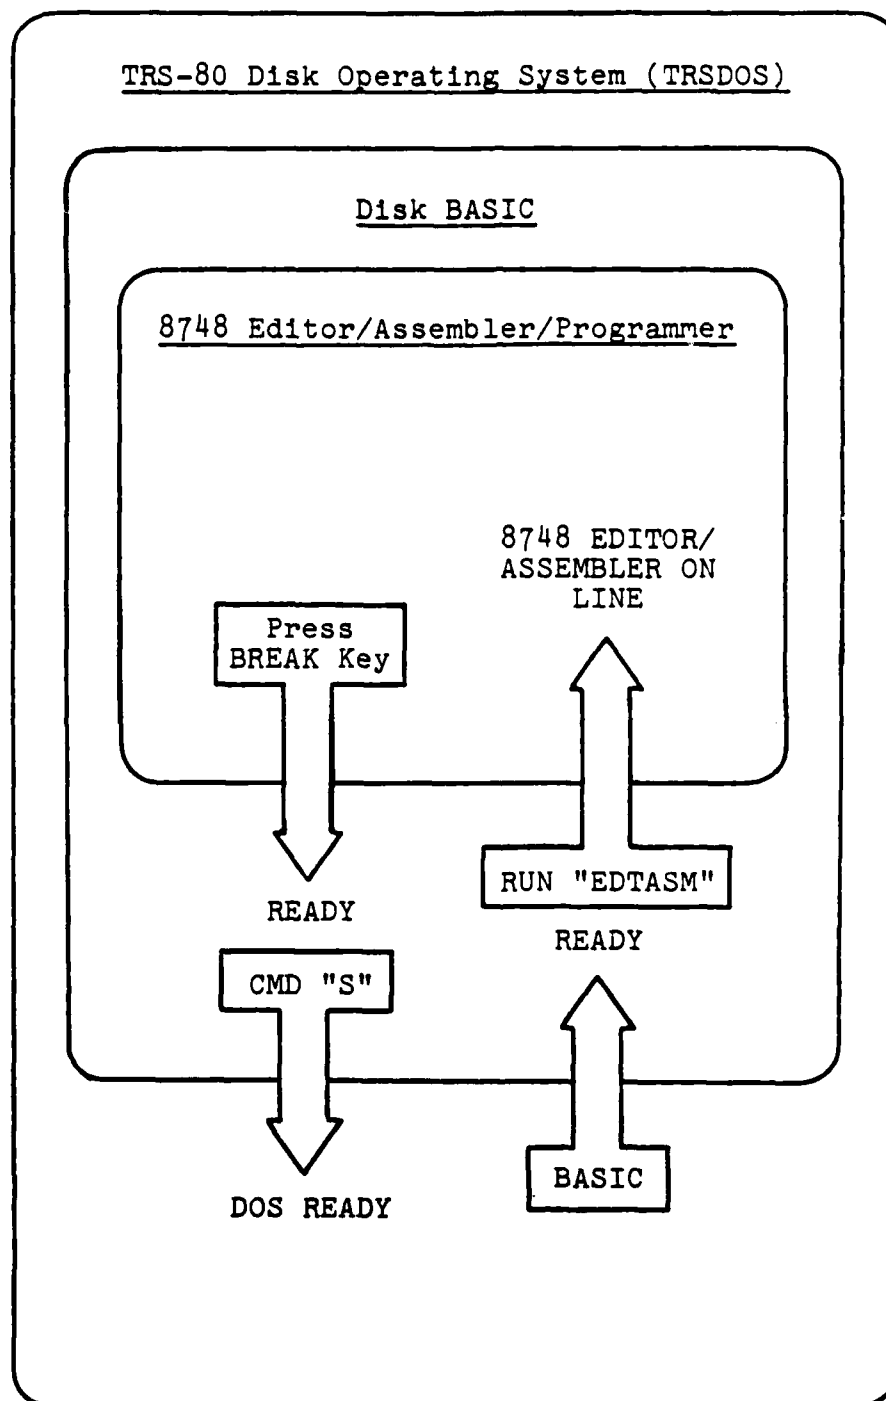 TRS-80 Disk Operating System (TRSDOS)
Disk BASIC
8748 Editor/Assembler/Programmer
8748 EDITOR/
ASSEMBLER ON
LINE
Press
BREAK Key
RUN "EDTASM"
READY
READY
CMD "S"
BASIC
DOS READY